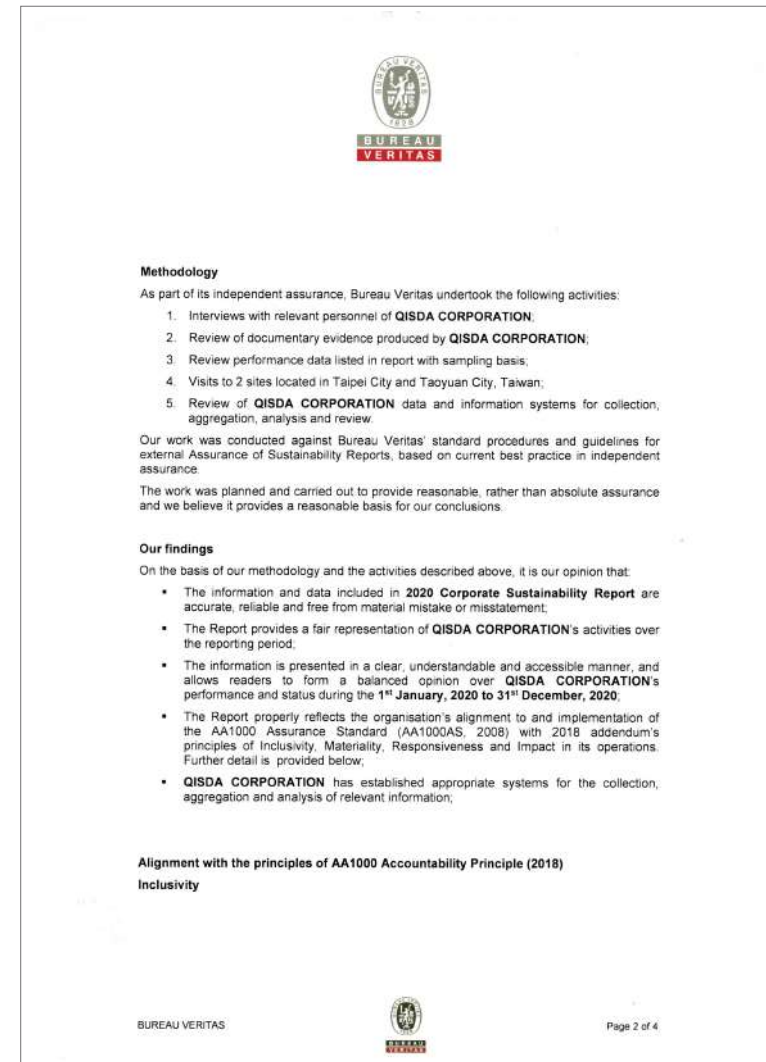 BUREAU VERITAS
1828
BUREAU
VERITAS
Methodology
As part of its independent assurance, Bureau Veritas undertook the following activities:
1. Interviews with relevant personnel of QISDA CORPORATION;
2. Review of documentary evidence produced by QISDA CORPORATION;
3. Review performance data listed in report with sampling basis;
4. Visits to 2 sites located in Taipei City and Taoyuan City, Taiwan;
5. Review of QISDA CORPORATION data and information systems for collection,
aggregation, analysis and review.
Our work was conducted against Bureau Veritas' standard procedures and guidelines for
external Assurance of Sustainability Reports, based on current best practice in independent
assurance.
The work was planned and carried out to provide reasonable, rather than absolute assurance
and we believe it provides a reasonable basis for our conclusions.
Our findings
On the basis of our methodology and the activities described above, it is our opinion that:
▪ The information and data included in 2020 Corporate Sustainability Report are
accurate, reliable and free from material mistake or misstatement;
▪ The Report provides a fair representation of QISDA CORPORATION's activities over
the reporting period;
▪ The information is presented in a clear, understandable and accessible manner, and
allows readers to form a balanced opinion over QISDA CORPORATION's
performance and status during the 1st January, 2020 to 31st December, 2020;
▪ The Report properly reflects the organisation's alignment to and implementation of
the AA1000 Assurance Standard (AA1000AS, 2008) with 2018 addendum's
principles of Inclusivity, Materiality, Responsiveness and Impact in its operations.
Further detail is provided below;
▪ QISDA CORPORATION has established appropriate systems for the collection,
aggregation and analysis of relevant information;
Alignment with the principles of AA1000 Accountability Principle (2018)
Inclusivity
BUREAU VERITAS
BUREAU
VERITAS
Page 2 of 4